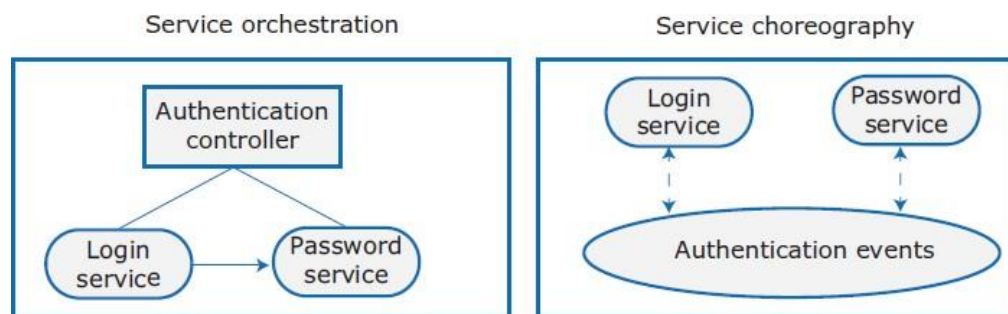 Service orchestration
Authentication
controller
Login
service
Password
service
Service choreography
Login
service
Password
service
Authentication events